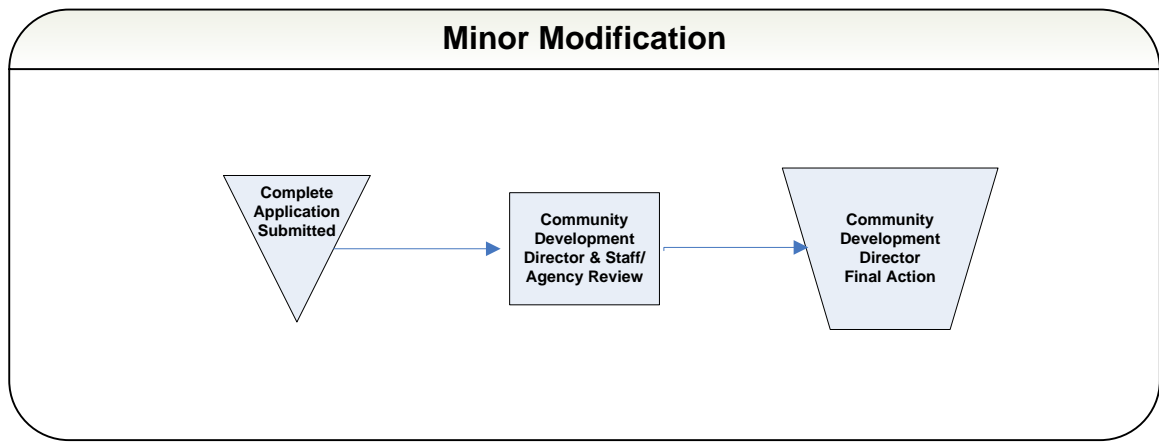 Minor Modification
Complete
Application
Submitted
Community
Development
Director & Staff/
Agency Review
Community
Development
Director
Final Action